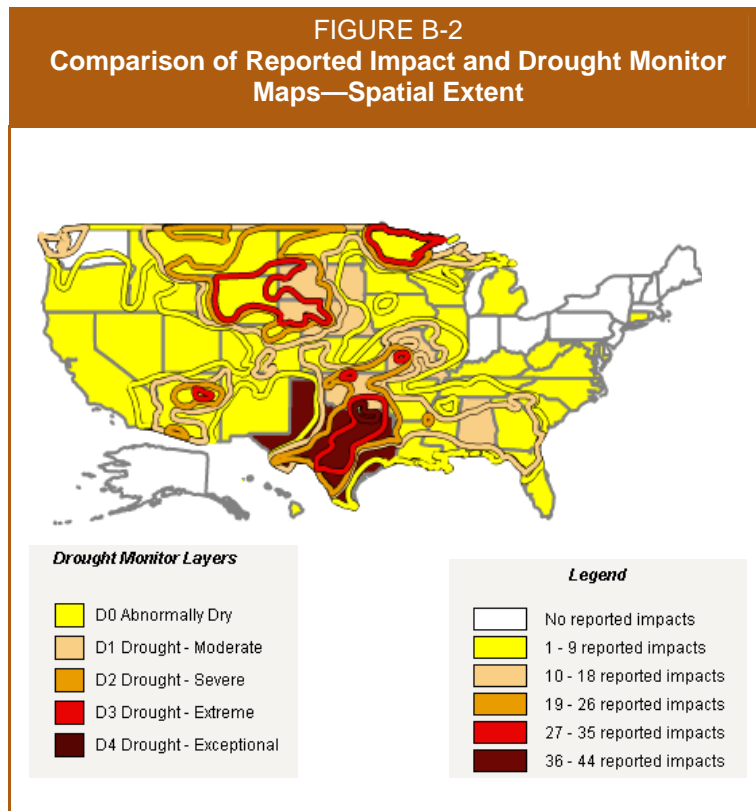 FIGURE B-2
Comparison of Reported Impact and Drought Monitor
Maps—Spatial Extent
Drought Monitor Layers
D0 Abnormally Dry
D1 Drought - Moderate
D2 Drought - Severe
D3 Drought - Extreme
D4 Drought - Exceptional
Legend
No reported impacts
1 - 9 reported impacts
10 - 18 reported impacts
19 - 26 reported impacts
27 - 35 reported impacts
36 - 44 reported impacts